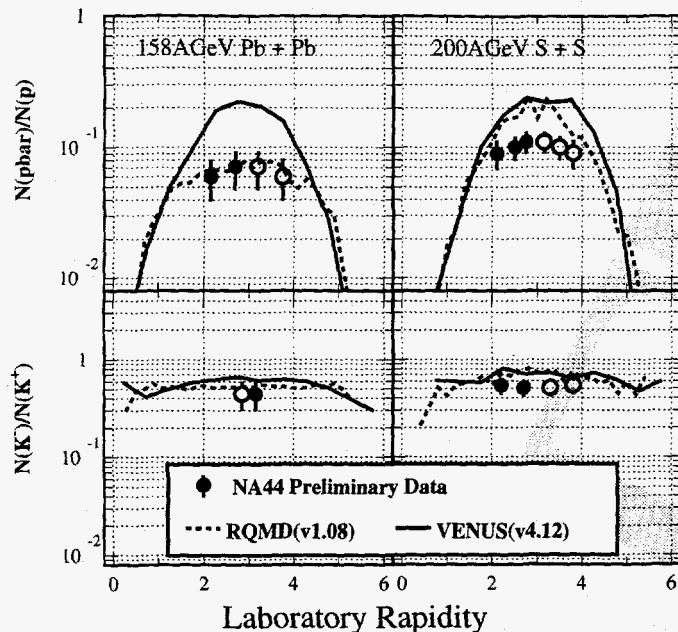 158AGeV Pb + Pb
200AGeV S + S
N(pbar)/N(p)
1
10 -1
10 -2
N(K-)/N(K+)
1
10 -1
10 -2
NA44 Preliminary Data
RQMD(v1.08)
VENUS(v4.12)
0 2 4 6 0 2 4 6
Laboratory Rapidity